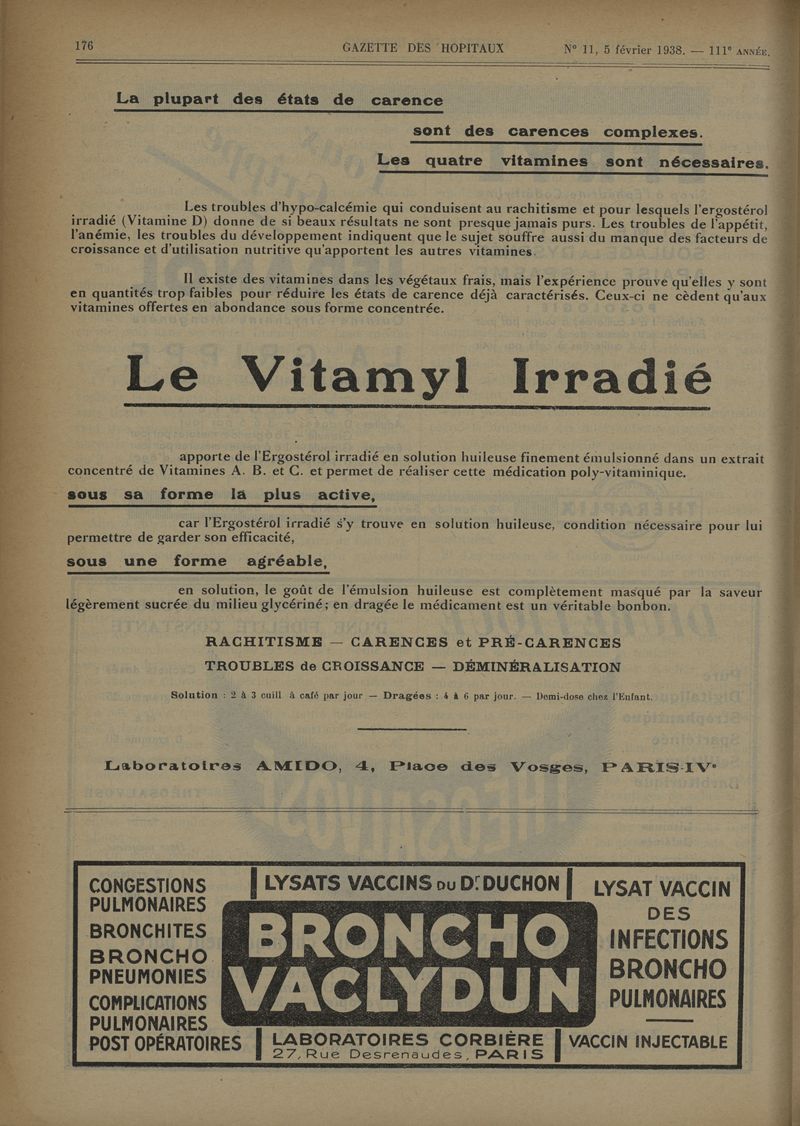 176
GAZETTE DES HOPITAUX
N° 11, 5 février 1938. — 111e ANNÉE.
La plupart des états de carence
sont des carences complexes.
Les quatre vitamines sont nécessaires.
Les troubles d'hypo-calcémie qui conduisent au rachitisme et pour lesquels l'ergostérol
irradié (Vitamine D) donne de si beaux résultats ne sont presque jamais purs. Les troubles de l'appétit,
l'anémie, les troubles du développement indiquent que le sujet souffre aussi du manque des facteurs de
croissance et d'utilisation nutritive qu'apportent les autres vitamines.
Il existe des vitamines dans les végétaux frais, mais l'expérience prouve qu'elles y sont
en quantités trop faibles pour réduire les états de carence déjà caractérisés. Ceux-ci ne cèdent qu'aux
vitamines offertes en abondance sous forme concentrée.
Le Vitamyl Irradié
apporte de l'Ergostérol irradié en solution huileuse finement émulsionné dans un extrait
concentré de Vitamines A. B. et C. et permet de réaliser cette médication poly-vitaminique.
sous sa forme la plus active,
car l'Ergostérol irradié s'y trouve en solution huileuse, condition nécessaire pour lui
permettre de garder son efficacité,
sous une forme agréable,
en solution, le goût de l'émulsion huileuse est complètement masqué par la saveur
légèrement sucrée du milieu glycériné; en dragée le médicament est un véritable bonbon.
RACHITISME — CARENCES et PRÉ-CARENCES
TROUBLES de CROISSANCE — DÉMINÉRALISATION
Solution : 2 à 3 cuill à café par jour — Dragées : 4 à 6 par jour. — Demi-dose chez l'Enfant.
Laboratoires AMIDO, 4, Place des Vosges, PARIS-IVe
CONGESTIONS
PULMONAIRES
BRONCHITES
BRONCHO
PNEUMONIES
COMPLICATIONS
PULMONAIRES
POST OPÉRATOIRES
LYSATS VACCINS DU Dr DUCHON
BRONCHO
VACLYDUN
LABORATOIRES CORBIÈRE
27, Rue Desrenaudes, PARIS
LYSAT VACCIN
DES
INFECTIONS
BRONCHO
PULMONAIRES
VACCIN INJECTABLE